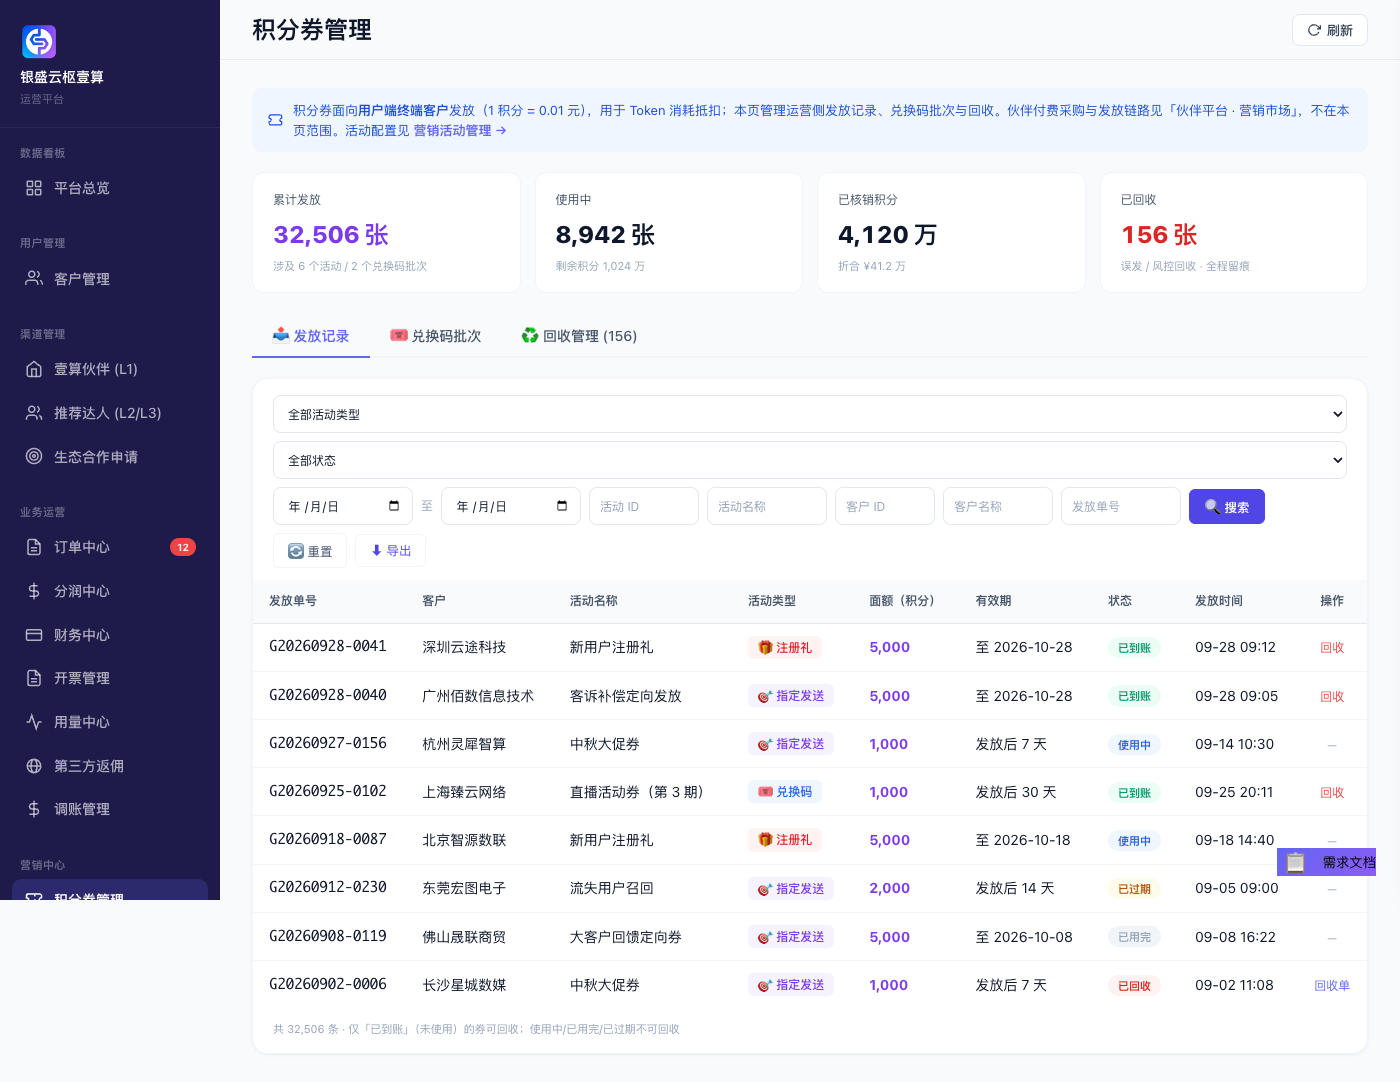 银盛云枢壹算
运营平台
数据看板
平台总览
用户管理
客户管理
渠道管理
壹算伙伴 (L1)
推荐达人 (L2/L3)
生态合作申请
业务运营
订单中心 12
分润中心
财务中心
开票管理
用量中心
第三方返佣
调账管理
营销中心
积分券管理
积分券管理
刷新
积分券面向用户端终端客户发放（1 积分 = 0.01 元），用于 Token 消耗抵扣；本页管理运营侧发放记录、兑换码批次与回收。伙伴付费采购与发放链路见「伙伴平台 · 营销市场」，不在本
页范围。活动配置见 营销活动管理 →
累计发放
32,506 张
涉及 6 个活动 / 2 个兑换码批次
使用中
8,942 张
剩余积分 1,024 万
已核销积分
4,120 万
折合 ¥41.2 万
已回收
156 张
误发 / 风控回收 · 全程留痕
发放记录 兑换码批次 回收管理 (156)
全部活动类型
全部状态
年 /月/日 至 年 /月/日 活动 ID 活动名称 客户 ID 客户名称 发放单号 搜索
重置 ⬇ 导出
发放单号 客户 活动名称 活动类型 面额（积分） 有效期 状态 发放时间 操作
G20260928-0041 深圳云途科技 新用户注册礼 注册礼 5,000 至 2026-10-28 已到账 09-28 09:12 回收
G20260928-0040 广州佰数信息技术 客诉补偿定向发放 指定发送 5,000 至 2026-10-28 已到账 09-28 09:05 回收
G20260927-0156 杭州灵犀智算 中秋大促券 指定发送 1,000 发放后 7 天 使用中 09-14 10:30 —
G20260925-0102 上海臻云网络 直播活动券（第 3 期） 兑换码 1,000 发放后 30 天 已到账 09-25 20:11 回收
G20260918-0087 北京智源数联 新用户注册礼 注册礼 5,000 至 2026-10-18 使用中 09-18 14:40 —
需求文档
G20260912-0230 东莞宏图电子 流失用户召回 指定发送 2,000 发放后 14 天 已过期 09-05 09:00 —
G20260908-0119 佛山晟联商贸 大客户回馈定向券 指定发送 5,000 至 2026-10-08 已用完 09-08 16:22 —
G20260902-0006 长沙星城数媒 中秋大促券 指定发送 1,000 发放后 7 天 已回收 09-02 11:08 回收单
共 32,506 条 · 仅「已到账」（未使用）的券可回收；使用中/已用完/已过期不可回收